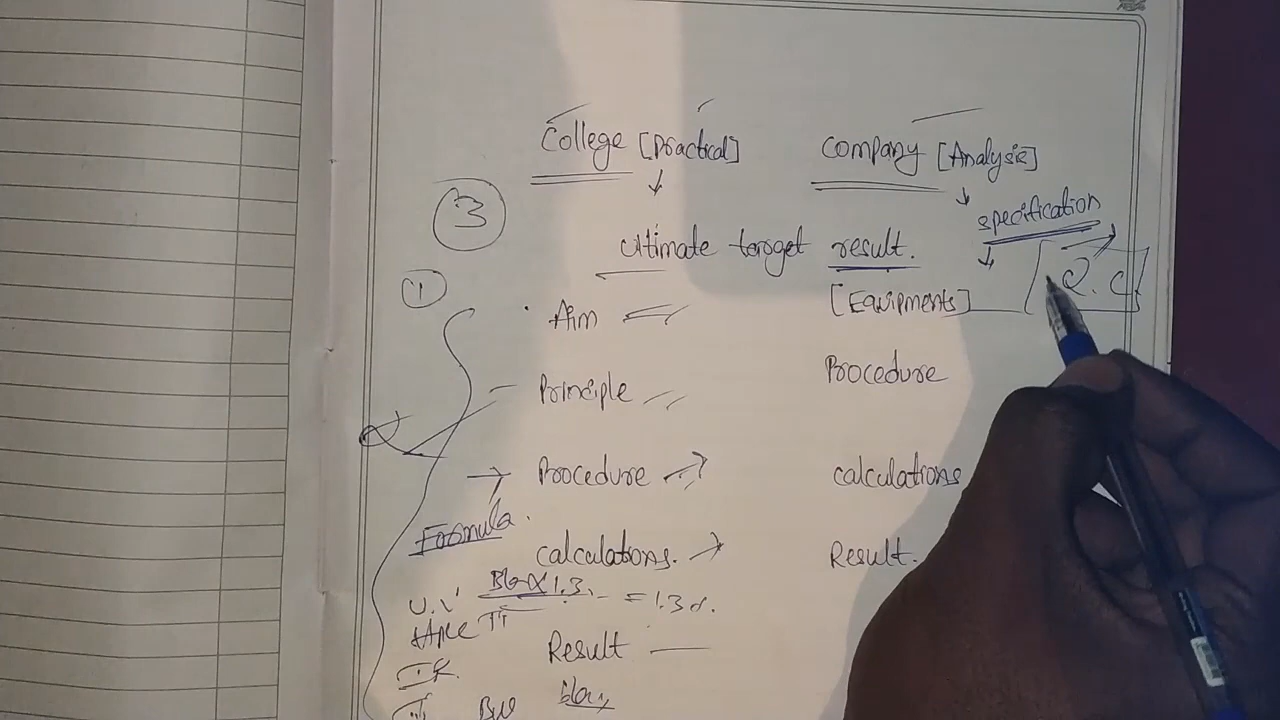 College [Practical] Company [Analysis]
3 specification
Ultimate target result.
1 [Equipments] Q.C
Aim
Procedure
Principle
Procedure calculations
Formula.
calculations. Result.
U.V = 1.3
Result